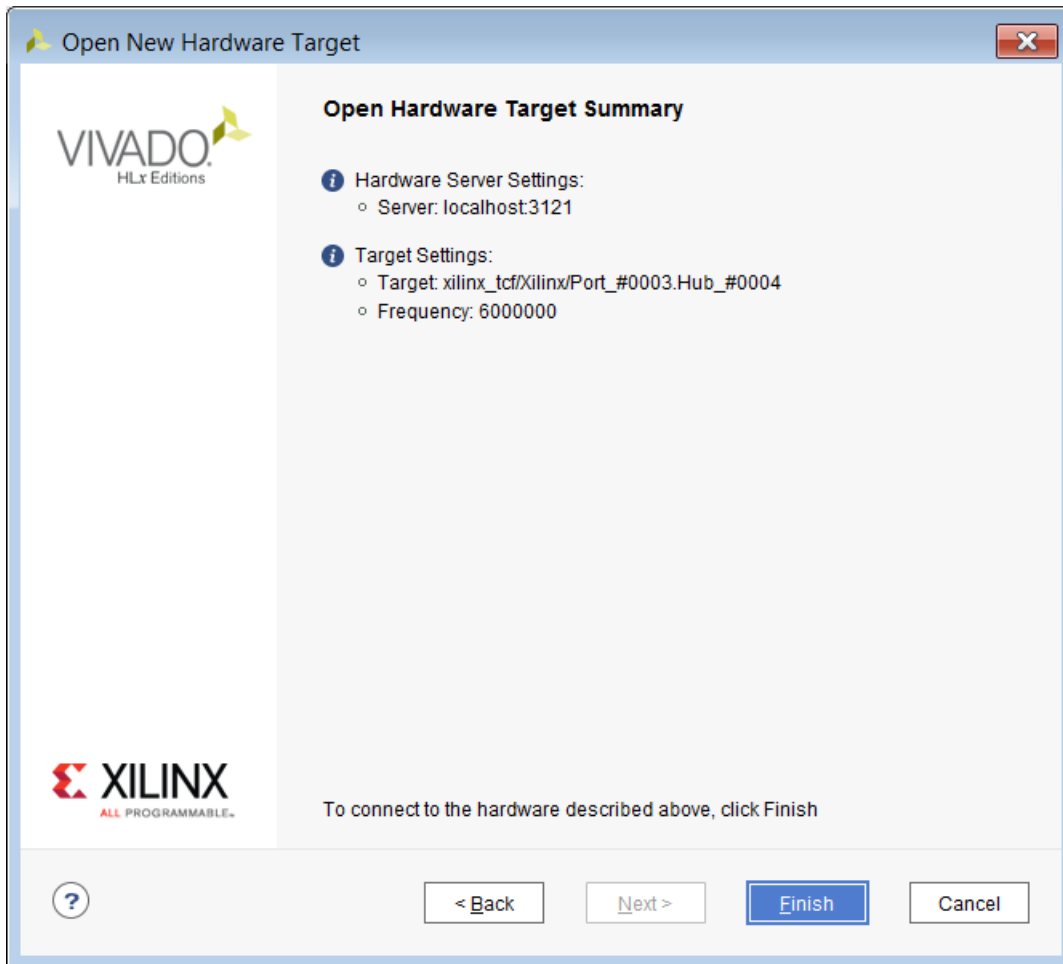 Open New Hardware Target
VIVADO.
HLx Editions
Open Hardware Target Summary
Hardware Server Settings:
Server: localhost:3121
Target Settings:
Target: xilinx_tcf/Xilinx/Port_#0003.Hub_#0004
Frequency: 6000000
XILINX
ALL PROGRAMMABLE™
To connect to the hardware described above, click Finish
?
< Back
Next >
Finish
Cancel